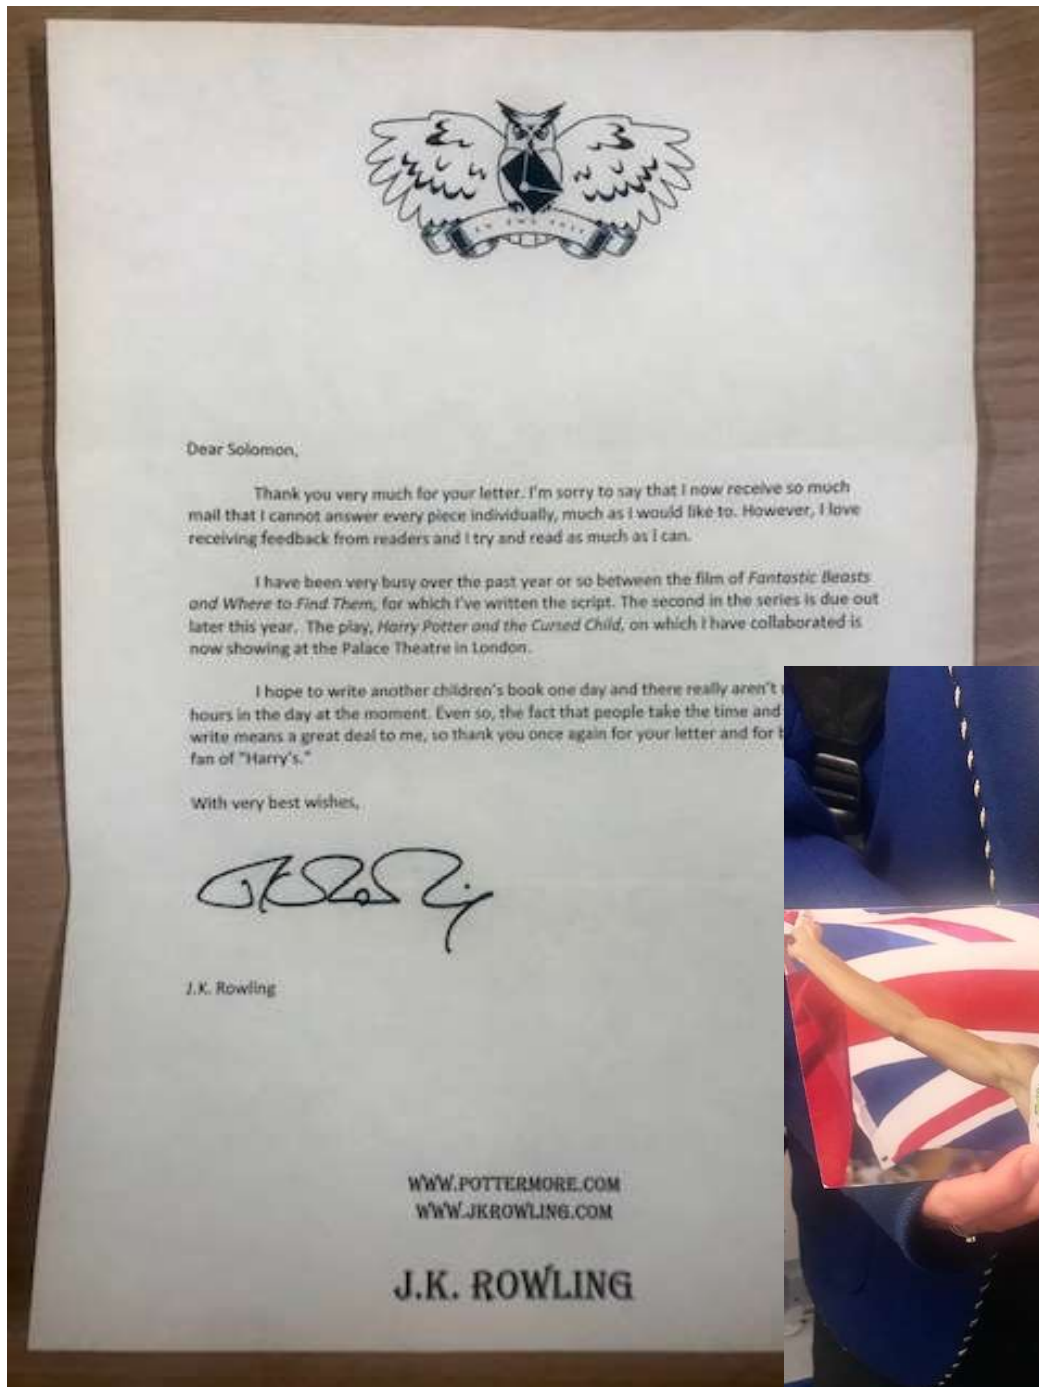 Dear Solomon,
Thank you very much for your letter. I'm sorry to say that I now receive so much
mail that I cannot answer every piece individually, much as I would like to. However, I love
receiving feedback from readers and I try and read as much as I can.
I have been very busy over the past year or so between the film of Fantastic Beasts
and Where to Find Them, for which I've written the script. The second in the series is due out
later this year. The play, Harry Potter and the Cursed Child, on which I have collaborated is
now showing at the Palace Theatre in London.
I hope to write another children's book one day and there really aren't
hours in the day at the moment. Even so, the fact that people take the time and
write means a great deal to me, so thank you once again for your letter and for
fan of "Harry's."
With very best wishes,
J.K. Rowling
WWW.POTTERMORE.COM
WWW.JKROWLING.COM
J.K. ROWLING